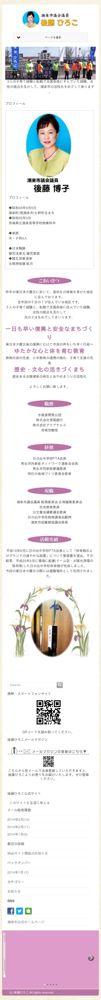 潮来市議会議員
後藤 ひろこ
ページを選択
ごとう
ひろこ
3人の子育て経験と転勤で全国各地にすんでいた経験、女
性の視点を生かして、潮来市の活性化をめざして参ります
。
プロフィール
潮来市議会議員
後藤 博子
プロフィール
◆昭和36年9月6日
潮来町(現潮来市)七軒町生まれ
◆昭和55年3月
茨城県立潮来高等学校商業科卒
◆家族
夫・子供3人
◆日本舞踊
藤究流家元 藤究香扇
◆龍生派華道家
元教授後藤 紘月
ごあいさつ
昨年の東日本大震災に於いて、液状化の被害を受けた地区
に住んでおります。
全市民の５分の１が住んでいる地区です。
３人の子育て経験と、転勤で全国各地に住んでいた経験、
女性の視点を活かして
次の３点をめざしてまいります。
一日も早い復興と安全なまちづく
り
東日本大震災後の復興にむけて市民の声をいち早く行政へ
ゆたかな心と体を育む教育
教育内容の充実、小中教育の連携の強化、子育て支援の充
実
歴史・文化の活きづくまち
歴史ある水郷潮来の再生とあやめまつりの活性化
よろしくお願い致します。
職歴
水資源開発公団
株式会社常陽銀行
株式会社アクアテルス
茨城労働局
経歴
日の出中学校PTA会長
男女共同参画ネットワーク連絡会会長
男女共同参画審議委員
明日の地域づくり委員会委員
現職
潮来市議会議員 総務委員会 広報編集委員会
社会教育委員
公文書会議審議会委員
日の出中学校教育講演会顧問
潮来市図書館協議会委員
活動実績
平成16年8月に日の出中学校PTA会長として「体育館およ
びグランドの速やかな設置」について要望書を提出。その
結果、平成23年3月に環境に配慮(ドーム型・太陽光発電の
採用等)した日の出中学校体育館が完成しました。
今回の東日本大震災の際には避難場所として利用されまし
た。
Search
携帯・スマートフォンサイト
QRコードを読み取ってください。
後藤ひろこメールマガジン
メールマガジンの登録はこちら▼
こちらから空メールで会員登録していただきますと、
後藤ひろこよりお便りをお届けいたします。ぜひ登録
ください。
後藤ひろこ公式サイト
このサイトを友達に教える
メール配信履歴
2014年3月(10)
2014年2月(11)
2014年1月(3)
最近の投稿
Webサイト開設のお知らせ
バックナンバー
2014年1月 (1)
カテゴリー
お知らせ
SNS
潮来市公式ホームページ
(c) 後藤ひろこ All rights reserved